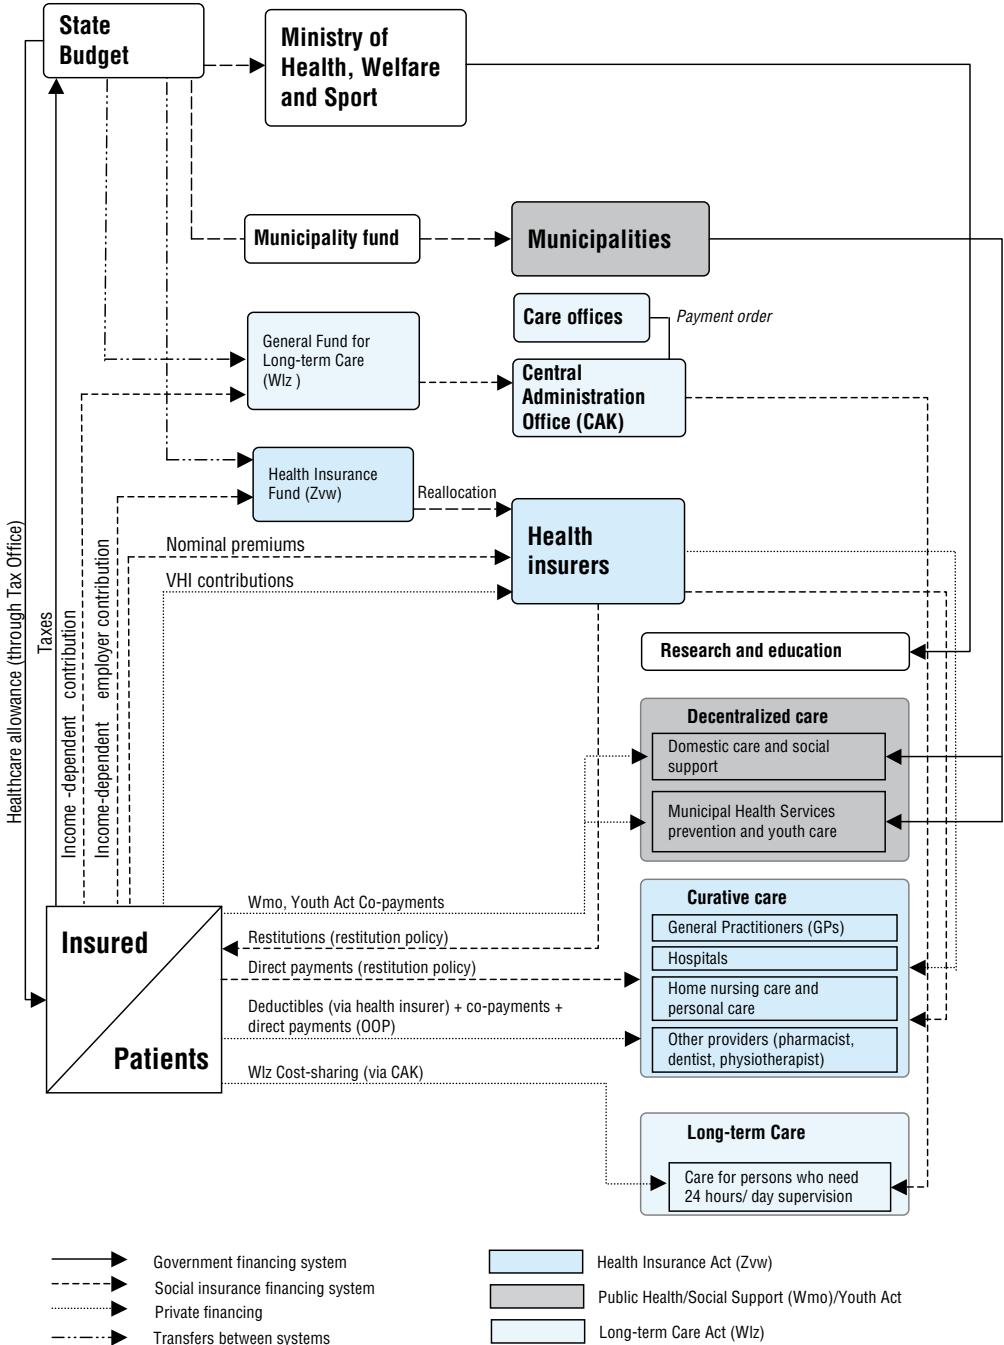 State
Budget
Ministry of
Health, Welfare
and Sport
Municipality fund
Municipalities
Care offices
Payment order
General Fund for
Long-term Care
(Wlz )
Central
Administration
Office (CAK)
Health Insurance
Fund (Zvw)
Reallocation
Health
insurers
Nominal premiums
VHI contributions
Healthcare allowance (through Tax Office)
Taxes
Income -dependent contribution
Income-dependent employer contribution
Research and education
Decentralized care
Domestic care and social
support
Municipal Health Services
prevention and youth care
Curative care
General Practitioners (GPs)
Hospitals
Home nursing care and
personal care
Other providers (pharmacist,
dentist, physiotherapist)
Insured
Patients
Wmo, Youth Act Co-payments
Restitutions (restitution policy)
Direct payments (restitution policy)
Deductibles (via health insurer) + co-payments +
direct payments (OOP)
Wlz Cost-sharing (via CAK)
Long-term Care
Care for persons who need
24 hours/ day supervision
Government financing system
Social insurance financing system
Private financing
Transfers between systems
Health Insurance Act (Zvw)
Public Health/Social Support (Wmo)/Youth Act
Long-term Care Act (Wlz)